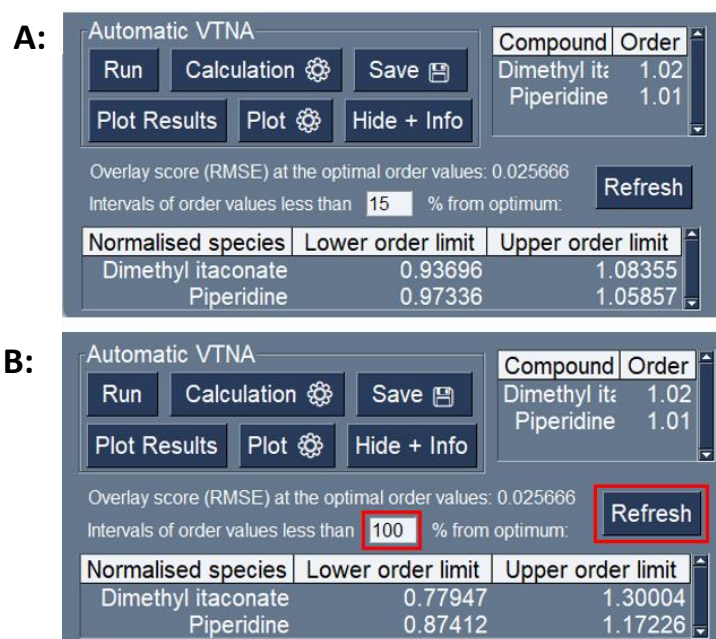 A:
Automatic VTNA
Run Calculation Save
Plot Results Plot Hide + Info
Compound Order
Dimethyl ita 1.02
Piperidine 1.01
Overlay score (RMSE) at the optimal order values: 0.025666
Intervals of order values less than 15 % from optimum:
Refresh
Normalised species Lower order limit Upper order limit
Dimethyl itaconate 0.93696 1.08355
Piperidine 0.97336 1.05857
B:
Automatic VTNA
Run Calculation Save
Plot Results Plot Hide + Info
Compound Order
Dimethyl ita 1.02
Piperidine 1.01
Overlay score (RMSE) at the optimal order values: 0.025666
Intervals of order values less than 100 % from optimum:
Refresh
Normalised species Lower order limit Upper order limit
Dimethyl itaconate 0.77947 1.30004
Piperidine 0.87412 1.17226